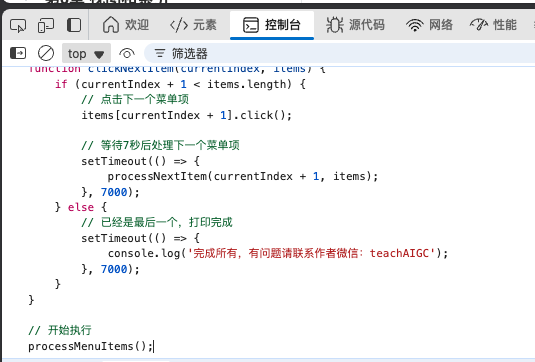 欢迎 元素 控制台 源代码 网络 性能
top 筛选器
function clickNextItem(currentIndex, items) {
    if (currentIndex + 1 < items.length) {
        // 点击下一个菜单项
        items[currentIndex + 1].click();
        // 等待7秒后处理下一个菜单项
        setTimeout(() => {
            processNextItem(currentIndex + 1, items);
        }, 7000);
    } else {
        // 已经是最后一个，打印完成
        setTimeout(() => {
            console.log('完成所有，有问题请联系作者微信：teachAIGC');
        }, 7000);
    }
}
// 开始执行
processMenuItems();